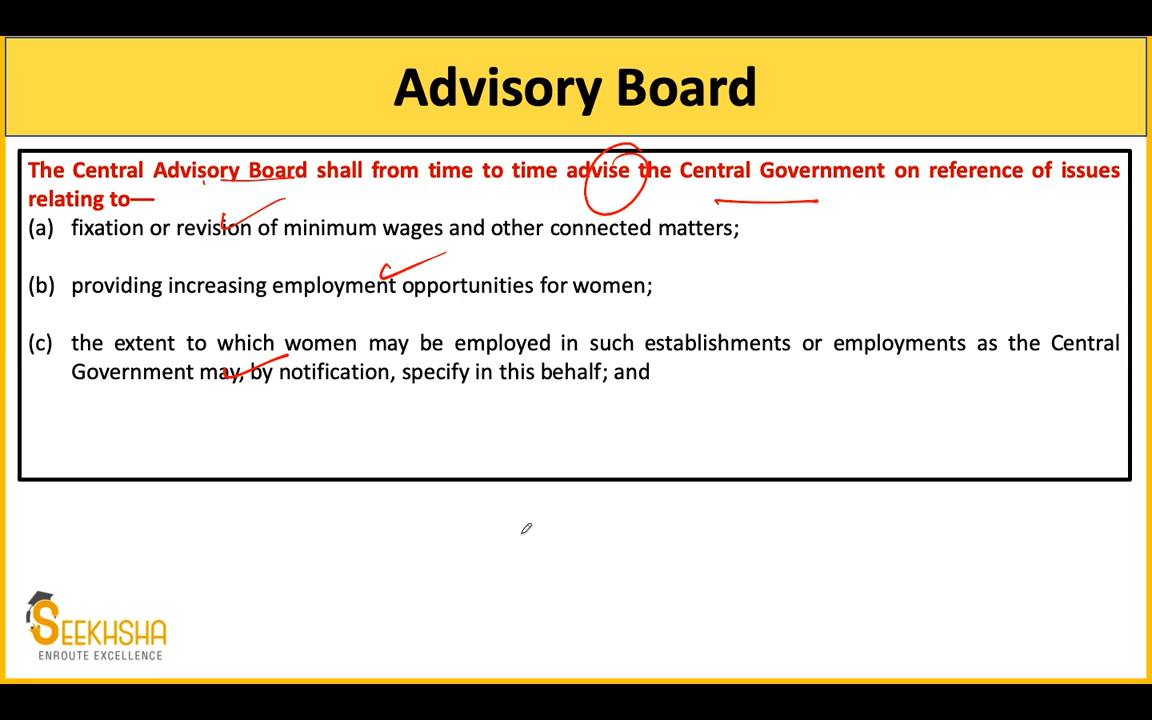 Advisory Board
The Central Advisory Board shall from time to time advise the Central Government on reference of issues
relating to—
(a) fixation or revision of minimum wages and other connected matters;
(b) providing increasing employment opportunities for women;
(c) the extent to which women may be employed in such establishments or employments as the Central
Government may, by notification, specify in this behalf; and
SEEKHSHA
ENROUTE EXCELLENCE